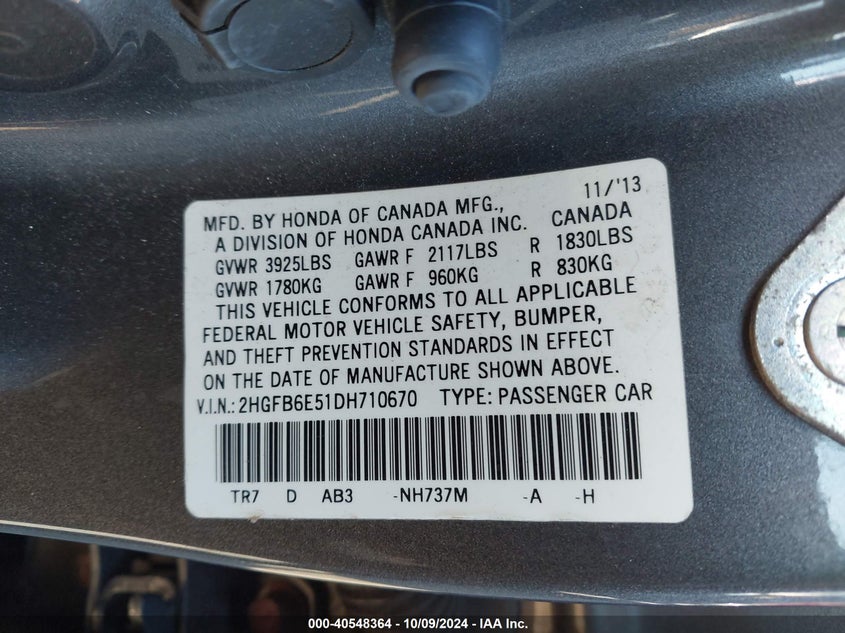 11/'13
MFD. BY HONDA OF CANADA MFG.,
A DIVISION OF HONDA CANADA INC. CANADA
GVWR 3925LBS GAWR F 2117LBS R 1830LBS
GVWR 1780KG GAWR F 960KG R 830KG
THIS VEHICLE CONFORMS TO ALL APPLICABLE
FEDERAL MOTOR VEHICLE SAFETY, BUMPER,
AND THEFT PREVENTION STANDARDS IN EFFECT
ON THE DATE OF MANUFACTURE SHOWN ABOVE.
V.I.N.: 2HGFB6E51DH710670 TYPE: PASSENGER CAR
TR7 D AB3 -NH737M -A -H
000-40548364 - 10/09/2024 - IAA Inc.